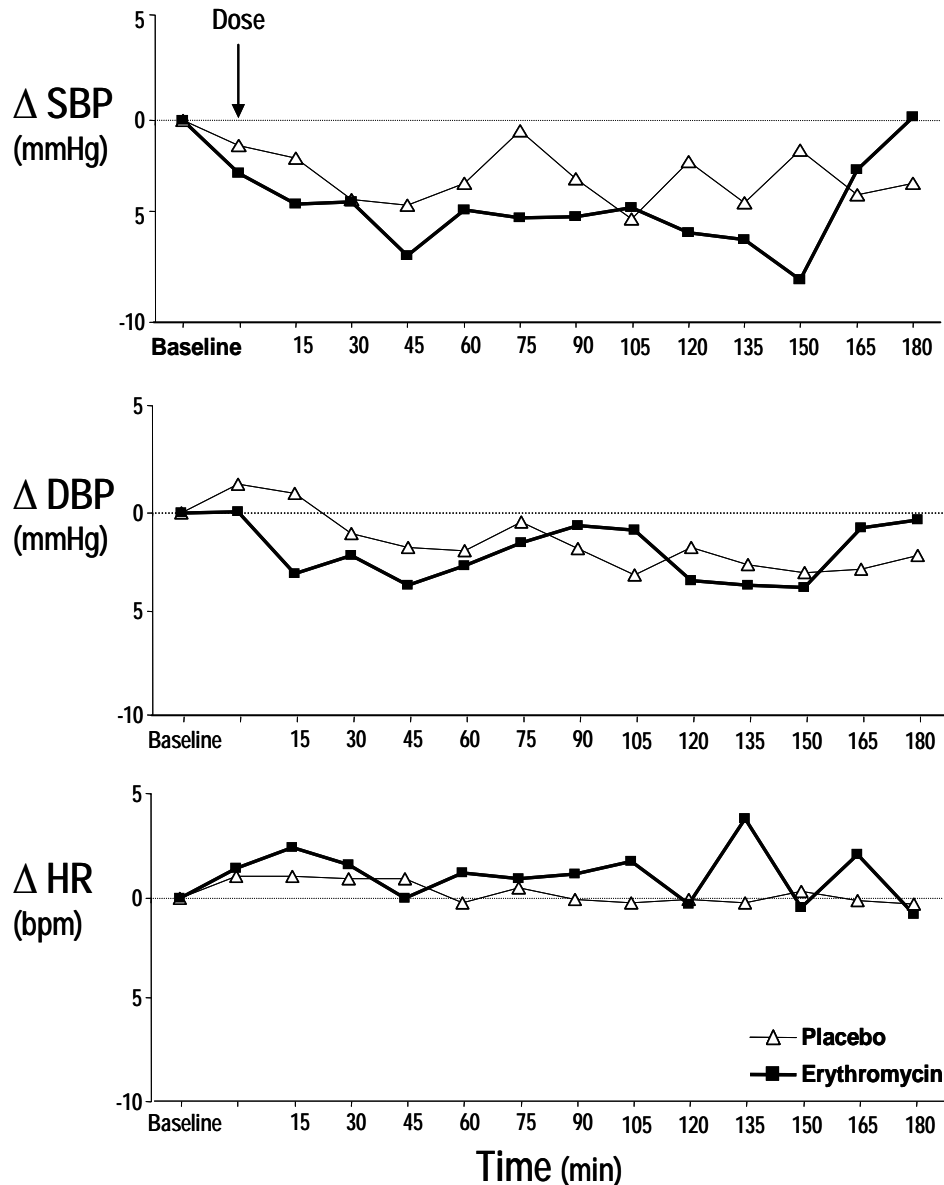 5
Dose
Δ SBP
(mmHg)
0
5
-10
Baseline 15 30 45 60 75 90 105 120 135 150 165 180
5
Δ DBP
(mmHg)
0
5
-10
Baseline 15 30 45 60 75 90 105 120 135 150 165 180
5
Δ HR
(bpm)
0
5
Placebo
Erythromycin
-10
Baseline 15 30 45 60 75 90 105 120 135 150 165 180
Time (min)